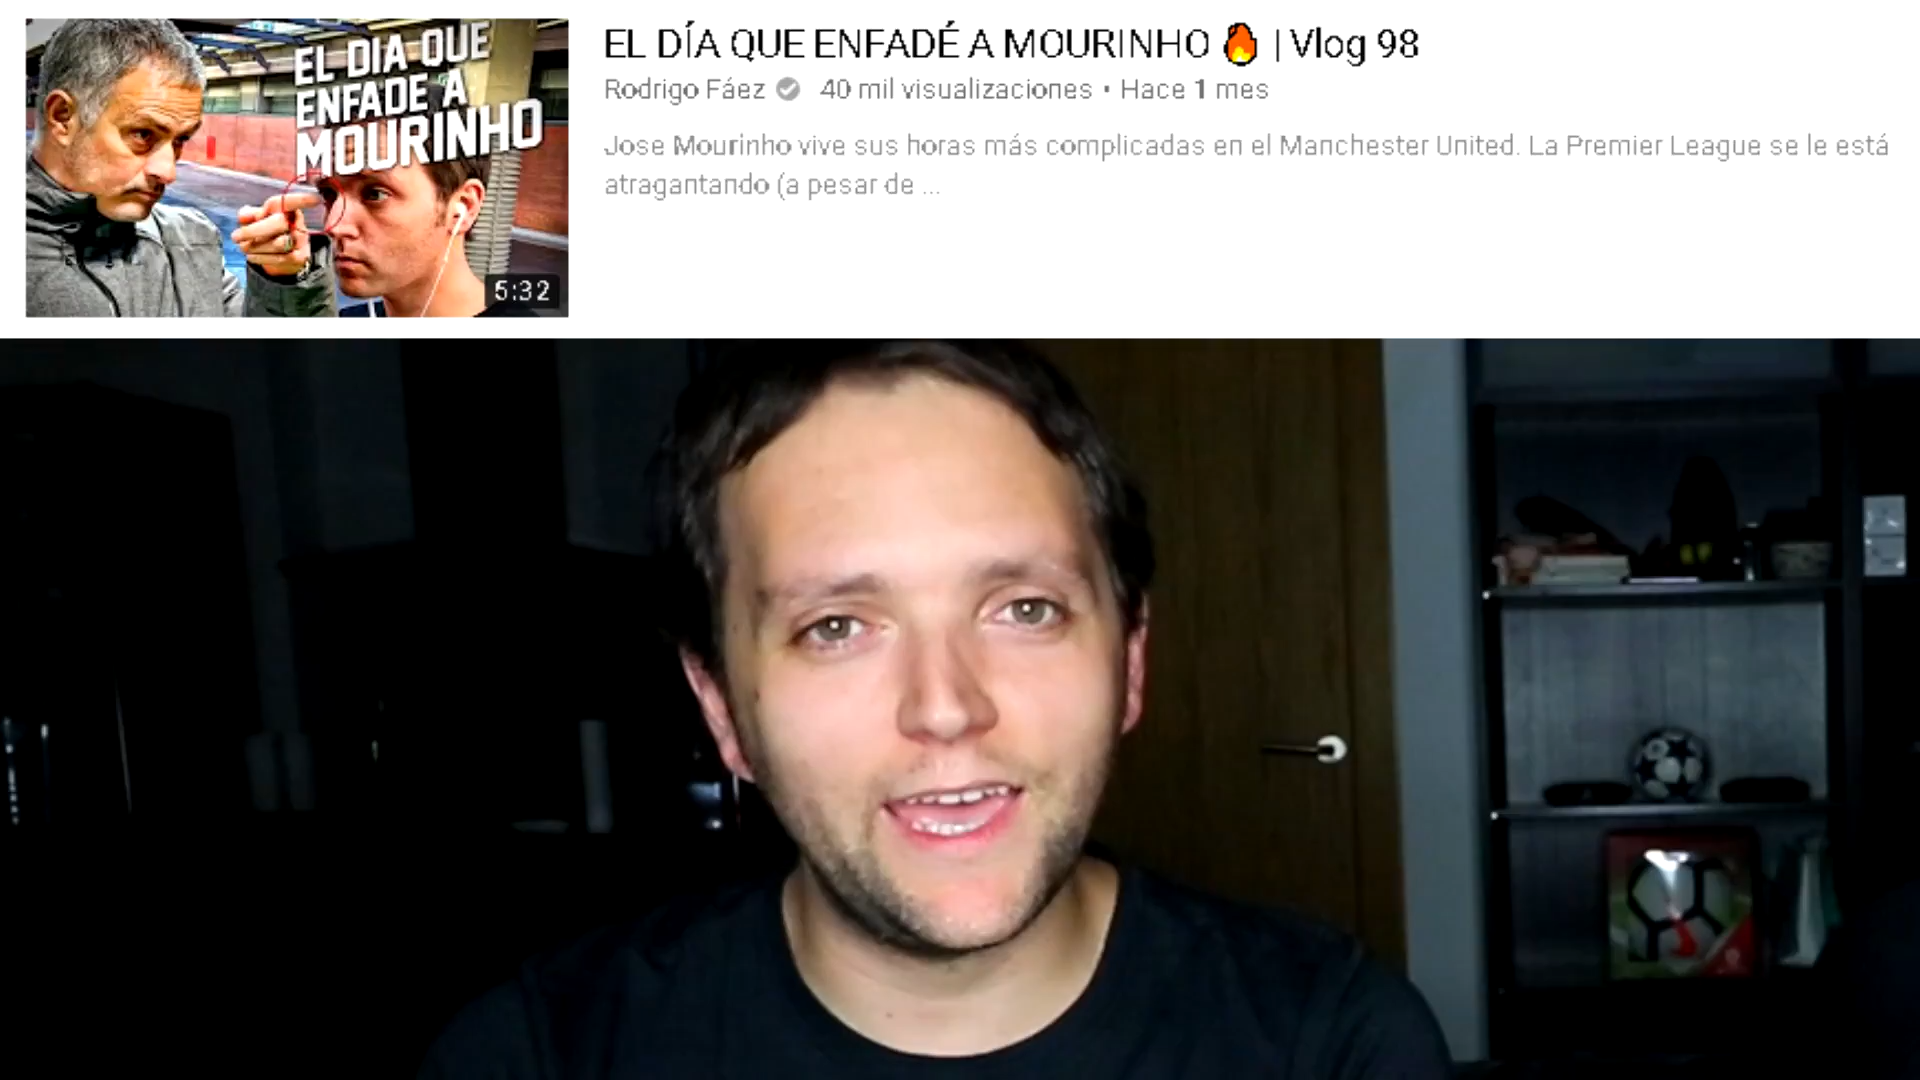 EL DIA QUE
ENFADE A
MOURINHO
5:32
EL DÍA QUE ENFADÉ A MOURINHO 🔥 | Vlog 98
Rodrigo Fáez 40 mil visualizaciones • Hace 1 mes
Jose Mourinho vive sus horas más complicadas en el Manchester United. La Premier League se le está
atragantando (a pesar de ...